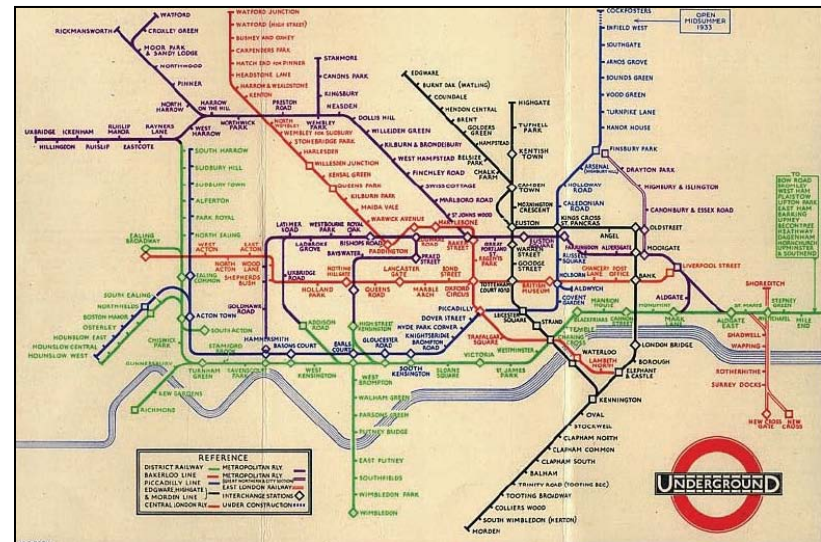 WATFORD
CROXLEY GREEN
RICKMANSWORTH
MOOR PARK
& SANDY LODGE
NORTHWOOD
PINNER
NORTH
HARROW
HARROW
ON THE HILL
WEST
HARROW
RAYNERS
LANE
EASTCOTE
RUISLIP
MANOR
RUISLIP
ICKENHAM
HILLINGDON
UXBRIDGE
NORTHWICK
PARK
PRESTON
ROAD
WEMBLEY
PARK
WATFORD JUNCTION
WATFORD (HIGH STREET)
BUSHEY AND OXHEY
CARPENDERS PARK
HATCH END FOR PINNER
HEADSTONE LANE
HARROW & WEALDSTONE
KENTON
NORTH
WEMBLEY
WEMBLEY FOR SUDBURY
STONEBRIDGE PARK
HARLESDEN
WILLESDEN JUNCTION
KENSAL GREEN
QUEENS PARK
KILBURN PARK
MAIDA VALE
WARWICK AVENUE
PADDINGTON
STANMORE
CANONS PARK
KINGSBURY
NEASDEN
DOLLIS HILL
WILLESDEN GREEN
KILBURN & BRONDESBURY
WEST HAMPSTEAD
FINCHLEY ROAD
SWISS COTTAGE
MARLBORO ROAD
ST JOHNS WOOD
MARYLEBONE
EDGWARE
BURNT OAK (WATLING)
COLINDALE
HENDON CENTRAL
BRENT
GOLDERS
GREEN
HAMPSTEAD
BELSIZE
PARK
CHALK
FARM
HIGHGATE
TUFNELL
PARK
KENTISH
TOWN
CAMDEN
TOWN
MORNINGTON
CRESCENT
EUSTON
COCKFOSTERS
ENFIELD WEST
SOUTHGATE
ARNOS GROVE
BOUNDS GREEN
WOOD GREEN
TURNPIKE LANE
MANOR HOUSE
FINSBURY
PARK
OPEN
MIDSUMMER
1933
ARSENAL
(HIGHBURY HILL)
HOLLOWAY
ROAD
CALEDONIAN
ROAD
KINGS CROSS
ST PANCRAS
DRAYTON PARK
HIGHBURY & ISLINGTON
CANONBURY & ESSEX ROAD
OLD STREET
MOORGATE
ANGEL
TO
BOW ROAD
BROMLEY
WEST HAM
PLAISTOW
UPTON PARK
EAST HAM
BARKING
UPNEY
BECONTREE
HEATHWAY
DAGENHAM
HORNCHURCH
UPMINSTER
& SOUTHEND
SOUTH HARROW
SUDBURY HILL
SUDBURY TOWN
ALPERTON
PARK ROYAL
NORTH EALING
EALING
BROADWAY
WEST
ACTON
EAST
ACTON
NORTH
ACTON
WOOD
LANE
SHEPHERDS
BUSH
EALING
COMMON
LATIMER
ROAD
WESTBOURNE
PARK
ROYAL
OAK
LADBROKE
GROVE
BISHOPS ROAD
BAYSWATER
PRAED
STREET
EDGWARE
ROAD
BAKER
STREET
GREAT
PORTLAND
ST
REGENTS
PARK
EUSTON
SQUARE
WARREN
STREET
GOODGE
STREET
TOTTENHAM
COURT ROAD
RUSSELL
SQUARE
FARRINGDON
ALDERSGATE
UXBRIDGE
ROAD
NOTTING
HILL GATE
HOLLAND
PARK
QUEENS
ROAD
LANCASTER
GATE
MARBLE
ARCH
BOND
STREET
OXFORD
CIRCUS
BRITISH
MUSEUM
HOLBORN
CHANCERY
LANE
POST
OFFICE
BANK
LIVERPOOL STREET
ALDWYCH
COVENT
GARDEN
GOLDHAWK
ROAD
SOUTH EALING
NORTHFIELDS
BOSTON MANOR
OSTERLEY
HOUNSLOW EAST
HOUNSLOW CENTRAL
HOUNSLOW WEST
ACTON TOWN
SOUTH ACTON
CHISWICK
PARK
GUNNERSBURY
KEW GARDENS
RICHMOND
TURNHAM
GREEN
STAMFORD
BROOK
RAVENSCOURT
PARK
HAMMERSMITH
BARONS COURT
WEST
KENSINGTON
ADDISON
ROAD
HIGH STREET
KENSINGTON
EARLS
COURT
GLOUCESTER
ROAD
SOUTH
KENSINGTON
SLOANE
SQUARE
VICTORIA
ST JAMES
PARK
WESTMINSTER
PICCADILLY
DOVER STREET
HYDE PARK CORNER
KNIGHTSBRIDGE
BROMPTON
ROAD
LEICESTER
SQUARE
TRAFALGAR
SQUARE
STRAND
CHARING
CROSS
TEMPLE
BLACKFRIARS
MANSION
HOUSE
CANNON
STREET
MONUMENT
MARK
LANE
ALDGATE
ALDGATE
EAST
ST MARYS
WHITECHAPEL
STEPNEY
GREEN
MILE
END
SHOREDITCH
SHADWELL
WAPPING
ROTHERHITHE
SURREY DOCKS
NEW CROSS
GATE
NEW
CROSS
LONDON BRIDGE
BOROUGH
ELEPHANT
& CASTLE
WATERLOO
LAMBETH
NORTH
KENNINGTON
OVAL
STOCKWELL
CLAPHAM NORTH
CLAPHAM COMMON
CLAPHAM SOUTH
BALHAM
TRINITY ROAD (TOOTING BEC)
TOOTING BROADWAY
COLLIERS WOOD
SOUTH WIMBLEDON (MERTON)
MORDEN
WEST
BROMPTON
WALHAM GREEN
PARSONS GREEN
PUTNEY BRIDGE
EAST PUTNEY
SOUTHFIELDS
WIMBLEDON PARK
WIMBLEDON
REFERENCE
DISTRICT RAILWAY
BAKERLOO LINE
PICCADILLY LINE
EDGWARE, HIGHGATE
& MORDEN LINE
CENTRAL LONDON RLY
METROPOLITAN RLY
METROPOLITAN RLY
(GREAT NORTHERN & CITY SECTION)
EAST LONDON RAILWAY
INTERCHANGE STATIONS
UNDER CONSTRUCTION
UNDERGROUND